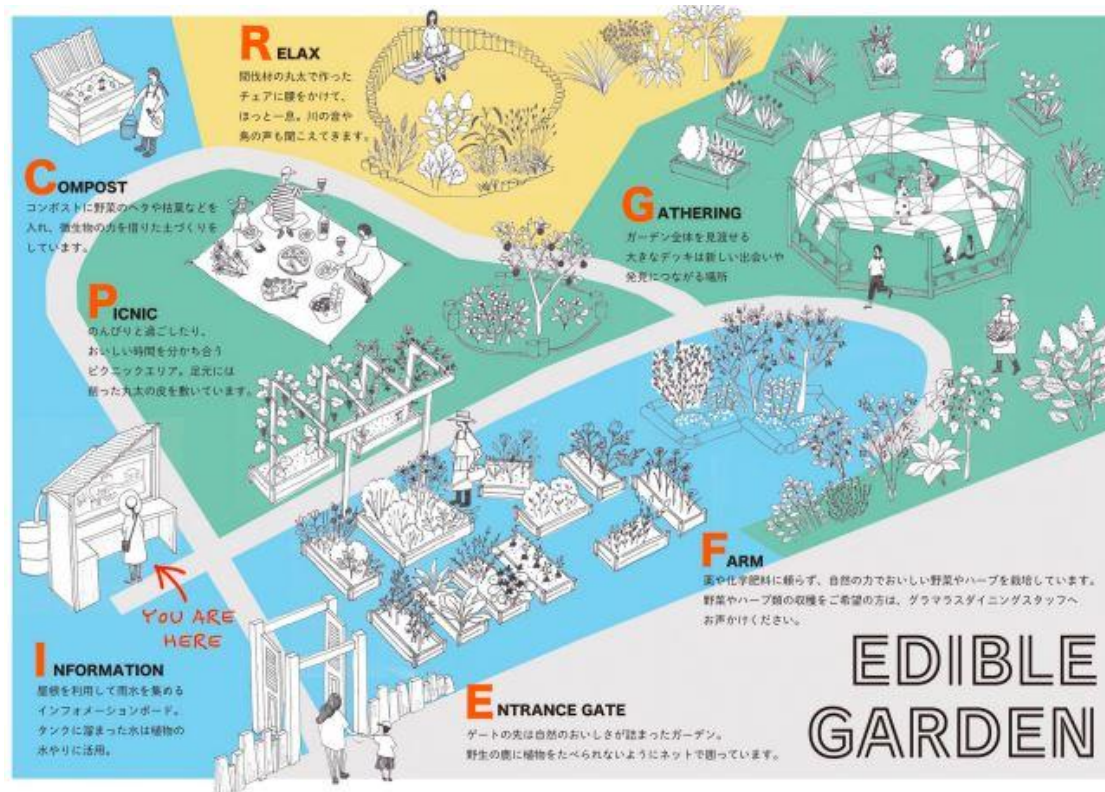 RELAX
間伐材の丸太で作った
チェアに腰をかけて、
ほっと一息。川の音や
鳥の声も聞こえてきます。
COMPOST
コンポストに野菜のヘタや枯葉などを
入れ、微生物の力を借りた土づくりを
しています。
GATHERING
ガーデン全体を見渡せる
大きなデッキは新しい出会いや
発見につながる場所
PICNIC
のんびりと過ごしたり、
おいしい時間を分かち合う
ピクニックエリア。足元には
削った丸太の皮を敷いています。
FARM
薬や化学肥料に頼らず、自然の力でおいしい野菜やハーブを栽培しています。
野菜やハーブ類の収穫をご希望の方は、グラマラスダイニングスタッフへ
お声かけください。
YOU ARE
HERE
INFORMATION
屋根を利用して雨水を集める
インフォメーションボード。
タンクに溜まった水は植物の
水やりに活用。
ENTRANCE GATE
ゲートの先は自然のおいしさが詰まったガーデン。
野生の鹿に植物をたべられないようにネットで囲っています。
EDIBLE
GARDEN